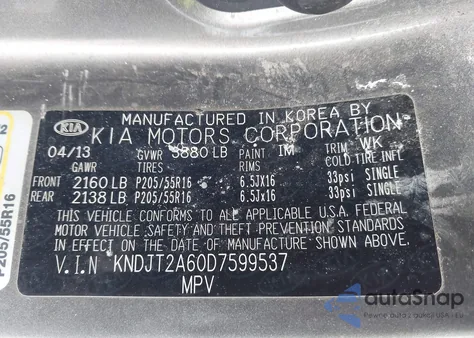 MANUFACTURED IN KOREA BY
KIA KIA MOTORS CORPORATION
04/13 GVWR 3880 LB PAINT IM TRIM WK
GAWR TIRES RIMS COLD TIRE INFL
FRONT 2160 LB P205/55R16 6.5JX16 33psi SINGLE
REAR 2138 LB P205/55R16 6.5JX16 33psi SINGLE
THIS VEHICLE CONFORMS TO ALL APPLICABLE U.S.A. FEDERAL
MOTOR VEHICLE SAFETY, BUMPER, AND THEFT PREVENTION STANDARDS
IN EFFECT ON THE DATE OF MANUFACTURE SHOWN ABOVE.
V.I.N KNDJT2A60D7599537
MPV
P205/55R16
2
autoSnap